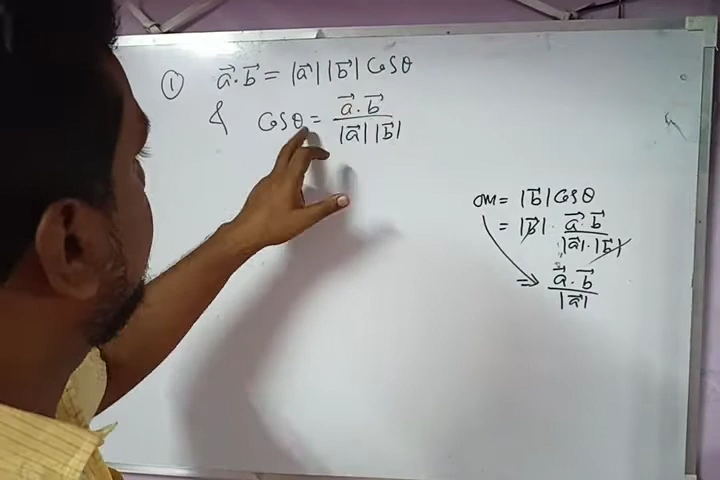 ① a⃗.b⃗ = |a⃗| |b⃗| Cosθ
& Cosθ = a⃗.b⃗ / |a⃗| |b⃗|
OM = |b⃗| Cosθ
= |b⃗| . a⃗.b⃗ / |a⃗|.|b⃗|
⇒ a⃗.b⃗ / |a⃗|